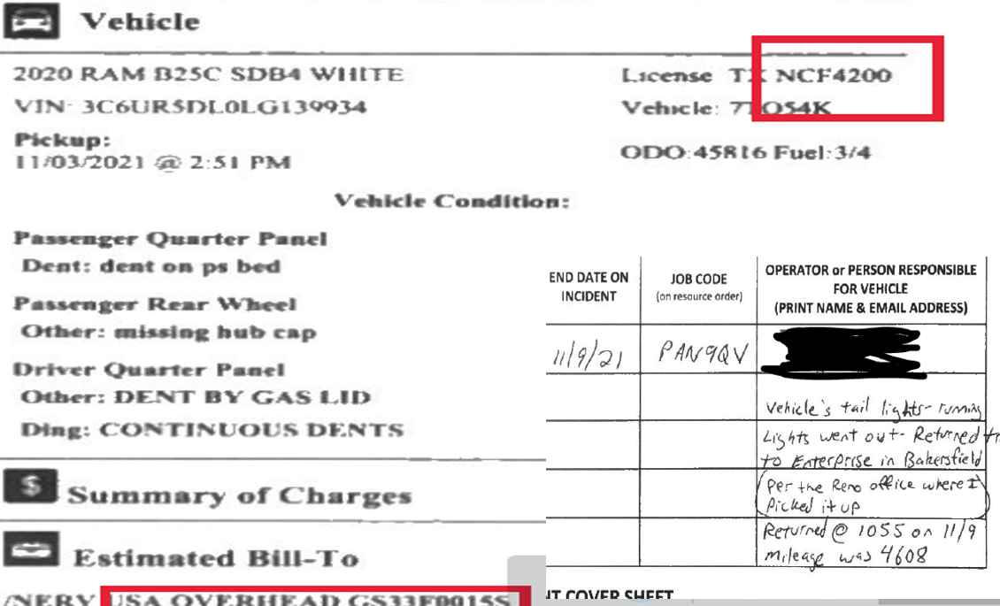 Vehicle
2020 RAM B25C SDB4 WHITE
License TX NCF4200
VIN: 3C6UR5DL0LG139934
Vehicle: 7TO54K
Pickup:
11/03/2021 @ 2:51 PM
ODO:45816 Fuel:3/4
Vehicle Condition:
Passenger Quarter Panel
Dent: dent on ps bed
Passenger Rear Wheel
Other: missing hub cap
Driver Quarter Panel
Other: DENT BY GAS LID
Ding: CONTINUOUS DENTS
$ Summary of Charges
Estimated Bill-To
USA OVERHEAD GS33F0015S
END DATE ON
INCIDENT
JOB CODE
(on resource order)
OPERATOR or PERSON RESPONSIBLE
FOR VEHICLE
(PRINT NAME & EMAIL ADDRESS)
11/9/21
PAN9QV
Vehicle's tail lights- running
Lights went out- Returned
to Enterprise in Bakersfield
Per the Reno office where I
Picked it up
Returned @ 1055 on 11/9
mileage was 4608
NT COVER SHEET